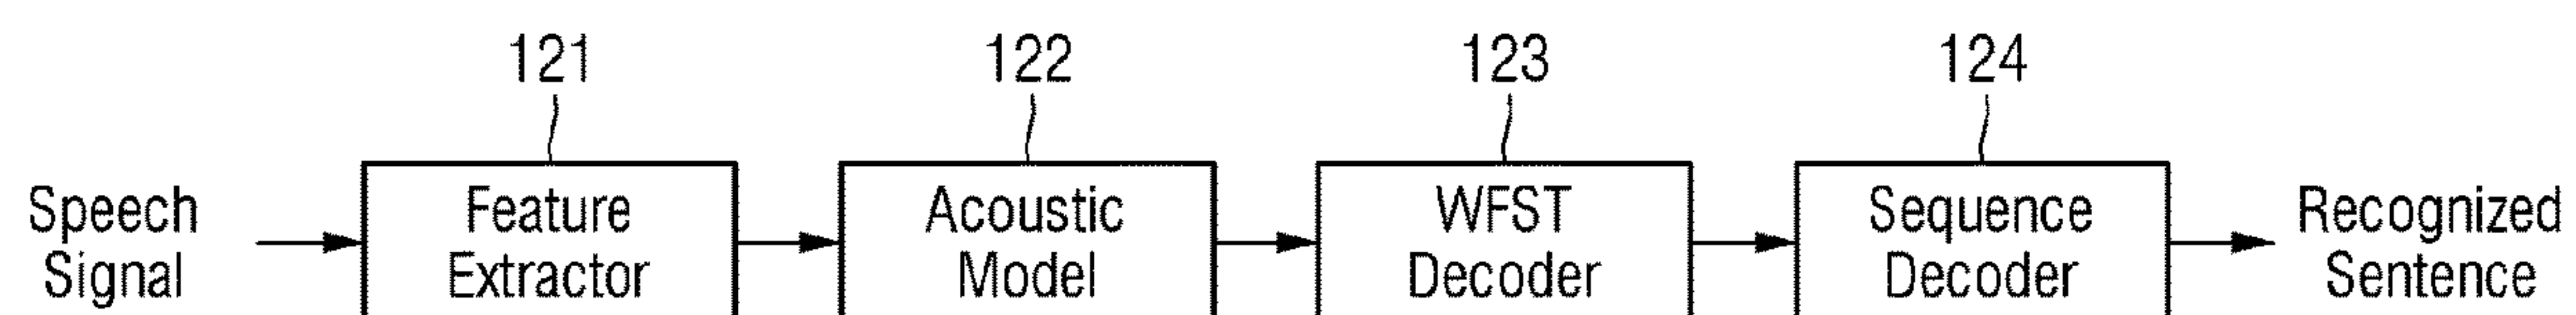 121
122
123
124
Speech
Signal
Feature
Extractor
Acoustic
Model
WFST
Decoder
Sequence
Decoder
Recognized
Sentence